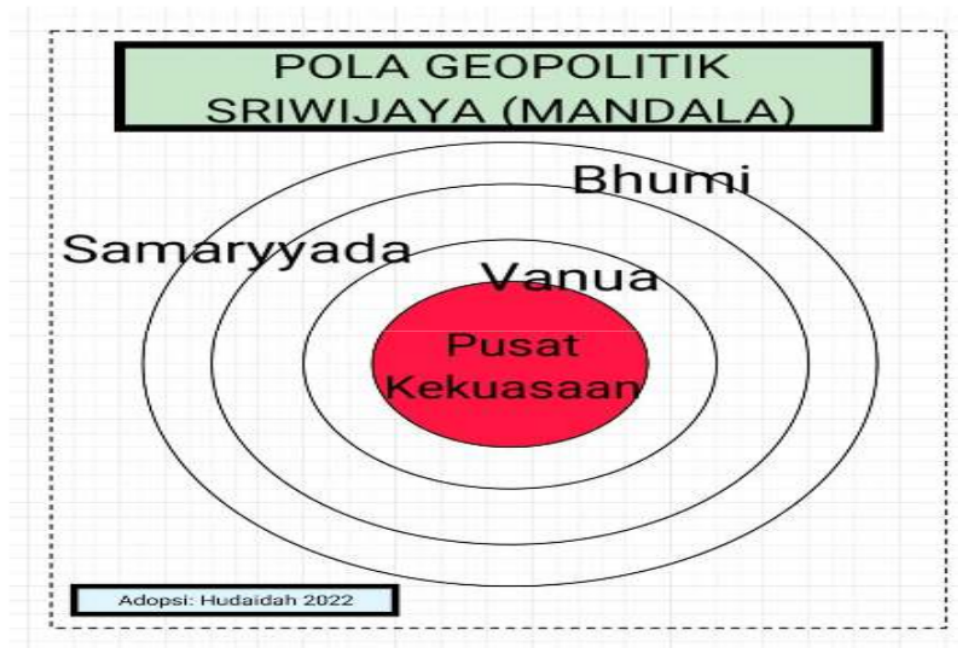 POLA GEOPOLITIK
SRIWIJAYA (MANDALA)
Bhumi
Samaryyada
Vanua
Pusat
Kekuasaan
Adopsi: Hudaidah 2022